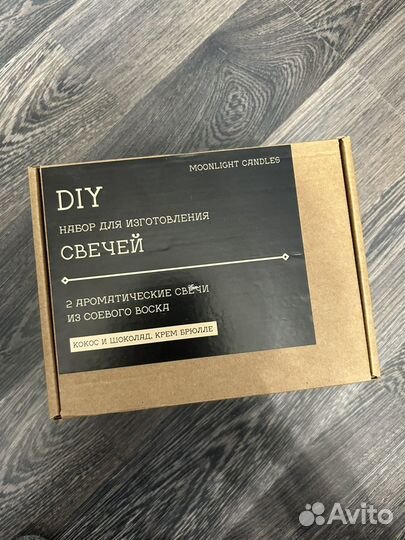 MOONLIGHT CANDLES
DIY
НАБОР ДЛЯ ИЗГОТОВЛЕНИЯ
СВЕЧЕЙ
2 АРОМАТИЧЕСКИЕ СВЕЧИ
ИЗ СОЕВОГО ВОСКА
КОКОС И ШОКОЛАД, КРЕМ БРЮЛЛЕ
Avito